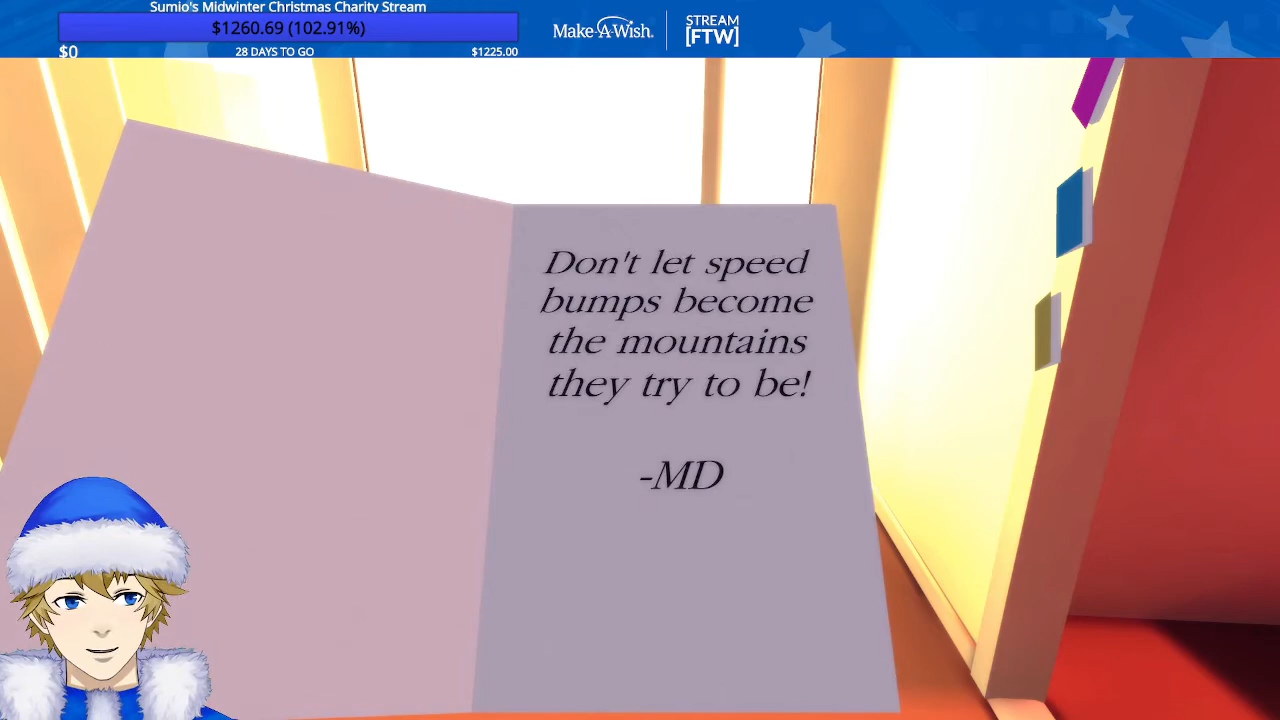 Sumio's Midwinter Christmas Charity Stream
$1260.69 (102.91%)
$0 28 DAYS TO GO $1225.00
Make-A-Wish.
STREAM
[FTW]
Don't let speed
bumps become
the mountains
they try to be!
-MD